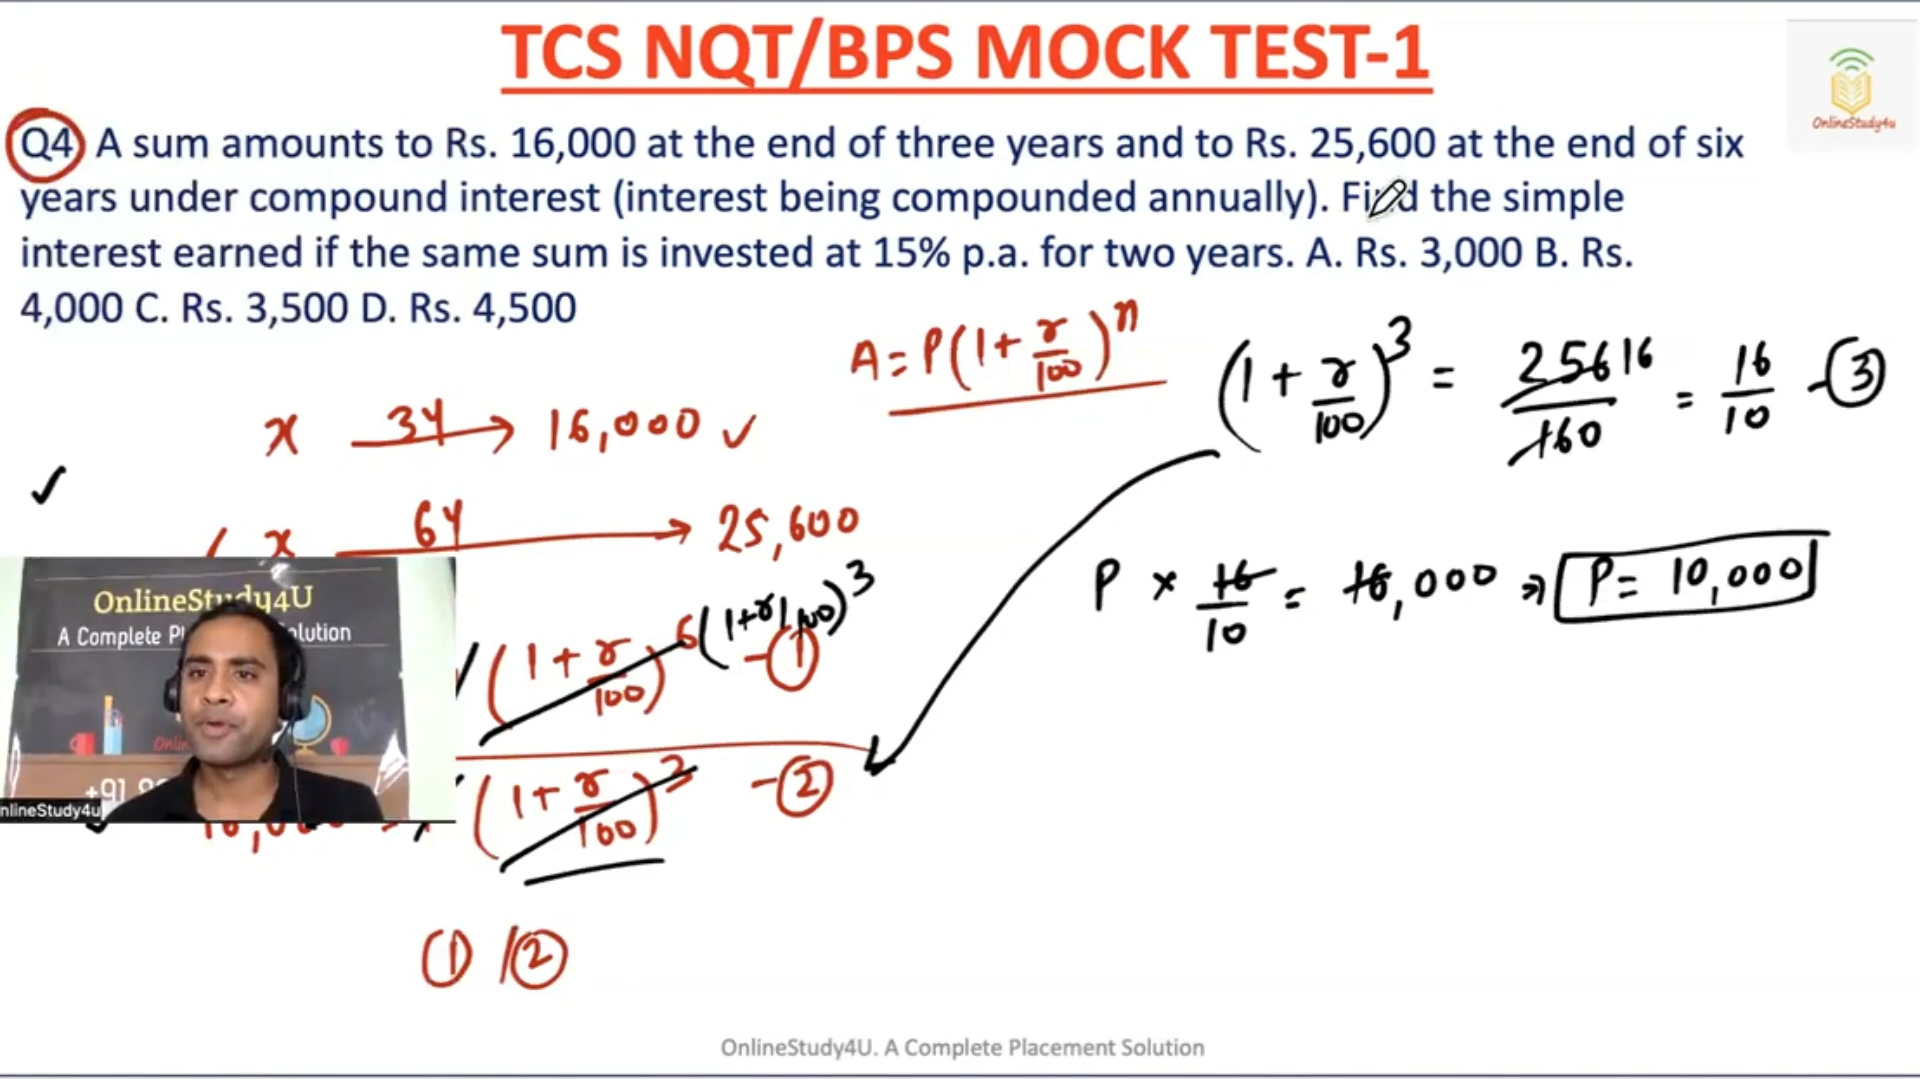 TCS NQT/BPS MOCK TEST-1
OnlineStudy4u
Q4 A sum amounts to Rs. 16,000 at the end of three years and to Rs. 25,600 at the end of six
years under compound interest (interest being compounded annually). Find the simple
interest earned if the same sum is invested at 15% p.a. for two years. A. Rs. 3,000 B. Rs.
4,000 C. Rs. 3,500 D. Rs. 4,500
A = P(1 + r/100)^n
x 3y → 16,000 ✓
✓
x 6y → 25,600
(1 + r/100)^6 (1+r/100)^3 - ①
(1 + r/100)^3 - ②
① / ②
(1 + r/100)^3 = 256 16 / 160 = 16/10 - ③
P × 16/10 = 16,000 ⇒ P = 10,000
OnlineStudy4U
A Complete
+91
nlineStudy4u
OnlineStudy4U. A Complete Placement Solution